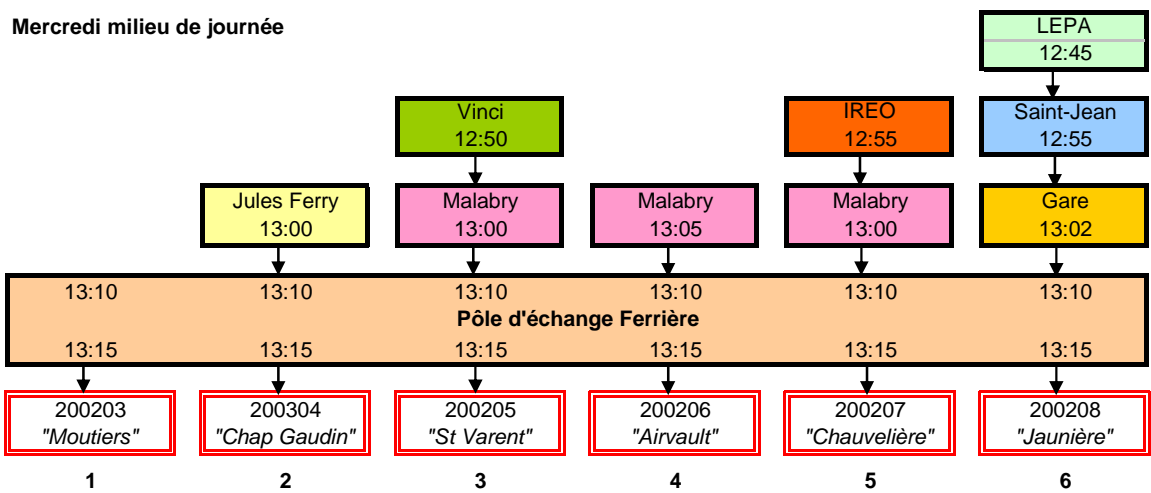 Mercredi milieu de journée
LEPA
12:45
Vinci
12:50
IREO
12:55
Saint-Jean
12:55
Jules Ferry
13:00
Malabry
13:00
Malabry
13:05
Malabry
13:00
Gare
13:02
13:10 13:10 13:10 13:10 13:10 13:10
Pôle d'échange Ferrière
13:15 13:15 13:15 13:15 13:15 13:15
200203
"Moutiers"
200304
"Chap Gaudin"
200205
"St Varent"
200206
"Airvault"
200207
"Chauvelière"
200208
"Jaunière"
1 2 3 4 5 6